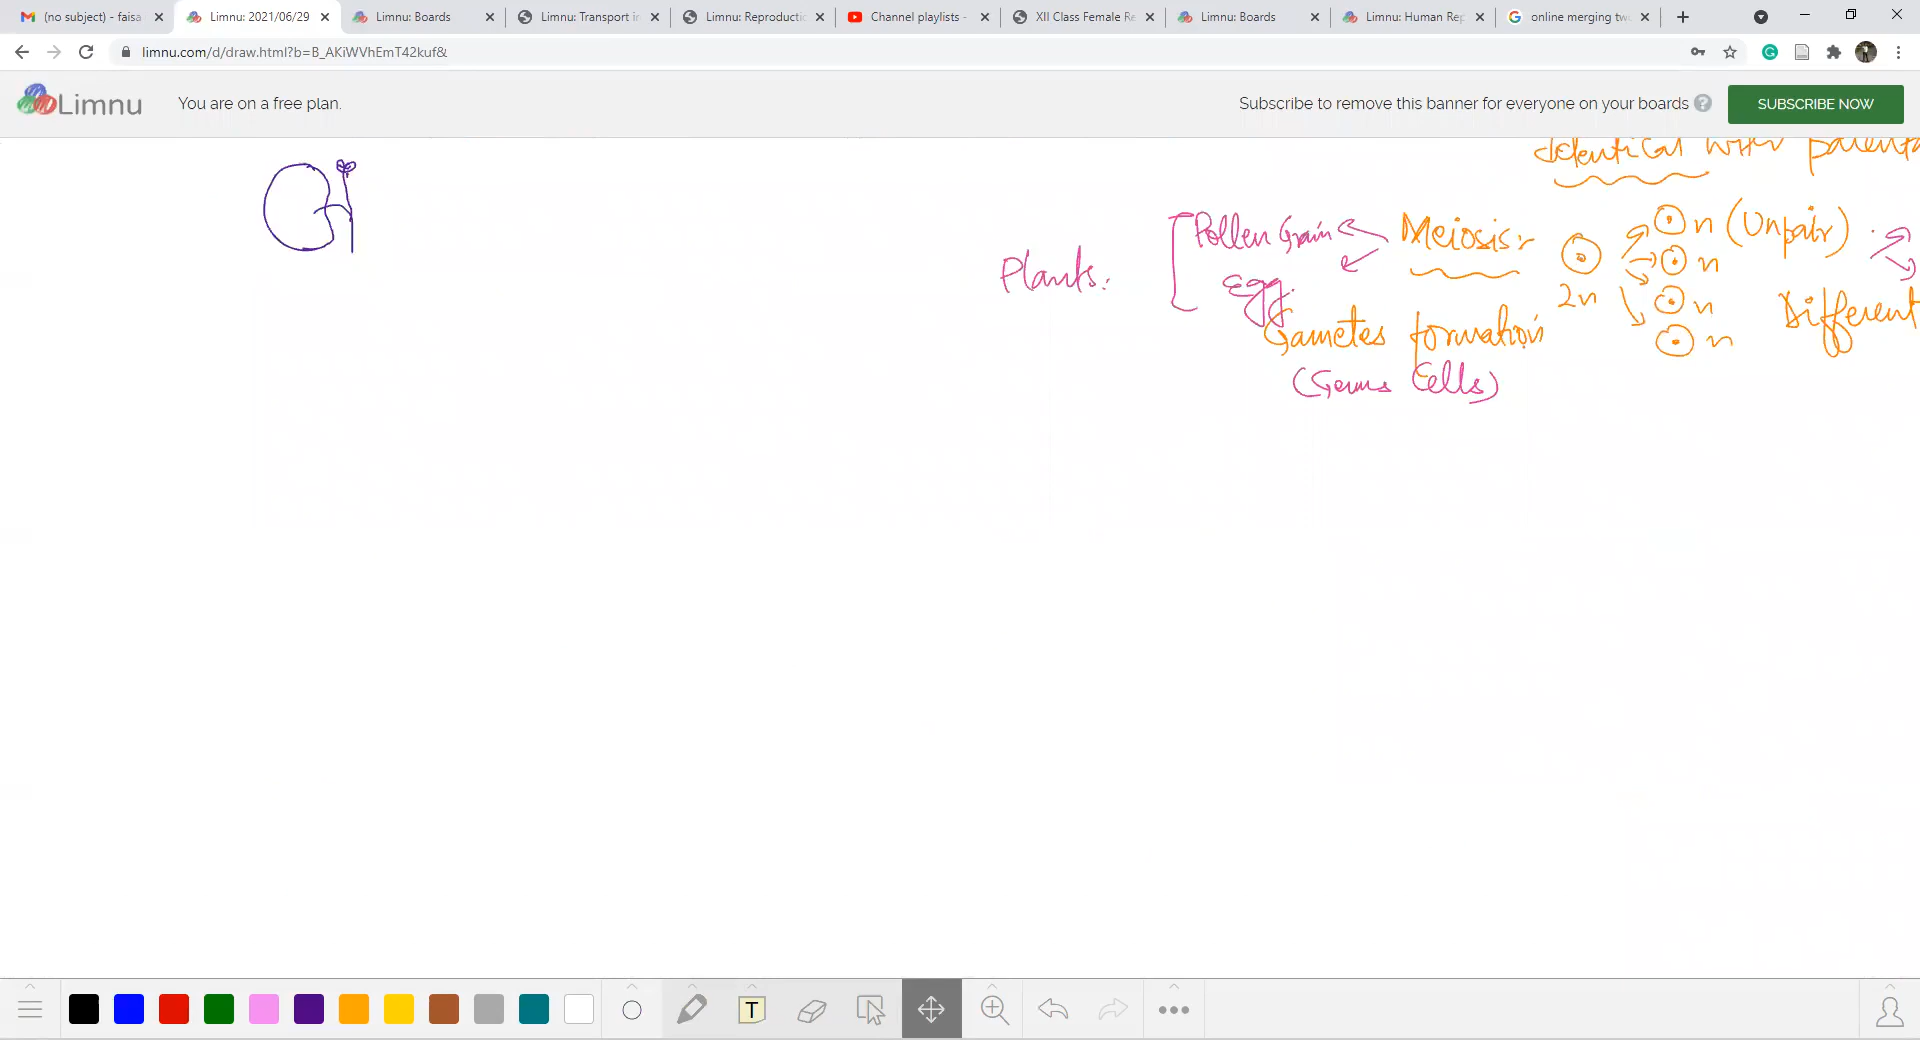 (no subject) - faisa
Limnu: 2021/06/29
Limnu: Boards
Limnu: Transport in
Limnu: Reproductio
Channel playlists -
XII Class Female Re
Limnu: Boards
Limnu: Human Rep
online merging tw
limnu.com/d/draw.html?b=B_AKiWVhEmT42kuf&
Limnu
You are on a free plan.
Subscribe to remove this banner for everyone on your boards ?
SUBSCRIBE NOW
identical with parent
Plants:
Pollen Grain
Egg.
Meiosis:
2n
n (Unpair)
n
n
n
Different
Gametes formation
(Germs Cells)
T